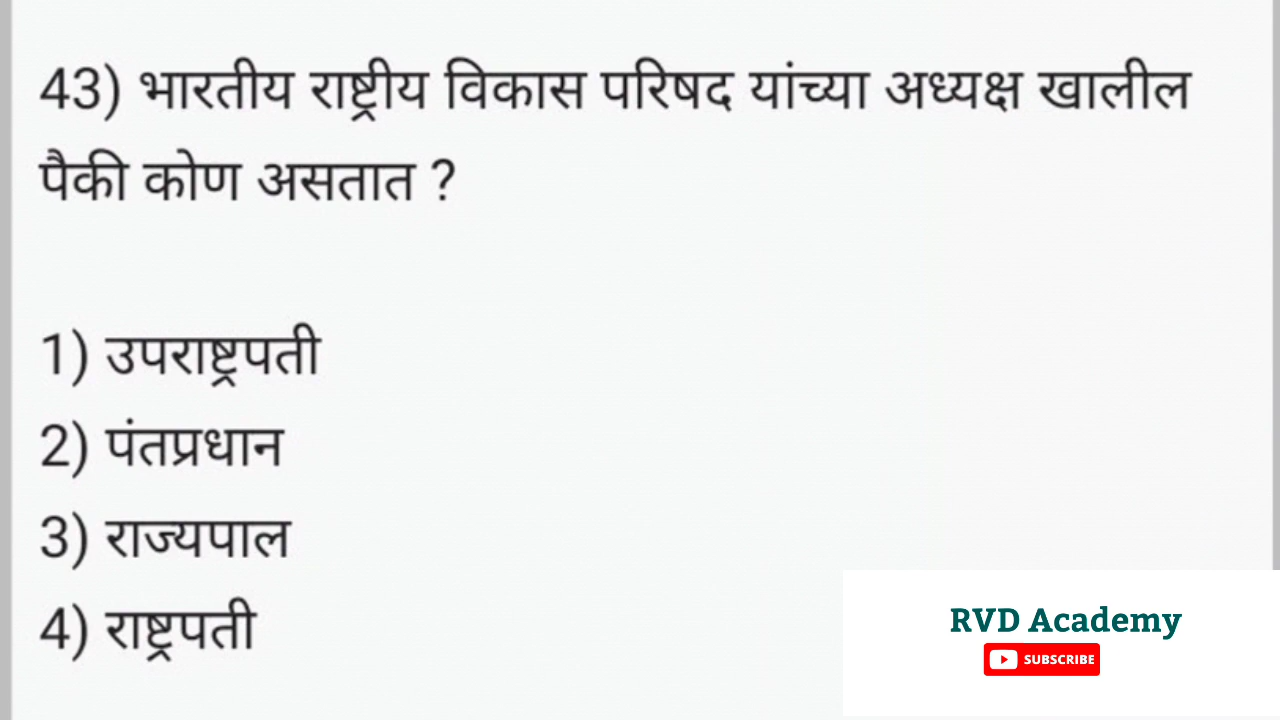 43) भारतीय राष्ट्रीय विकास परिषद यांच्या अध्यक्ष खालील
पैकी कोण असतात ?
1) उपराष्ट्रपती
2) पंतप्रधान
3) राज्यपाल
4) राष्ट्रपती
RVD Academy
SUBSCRIBE